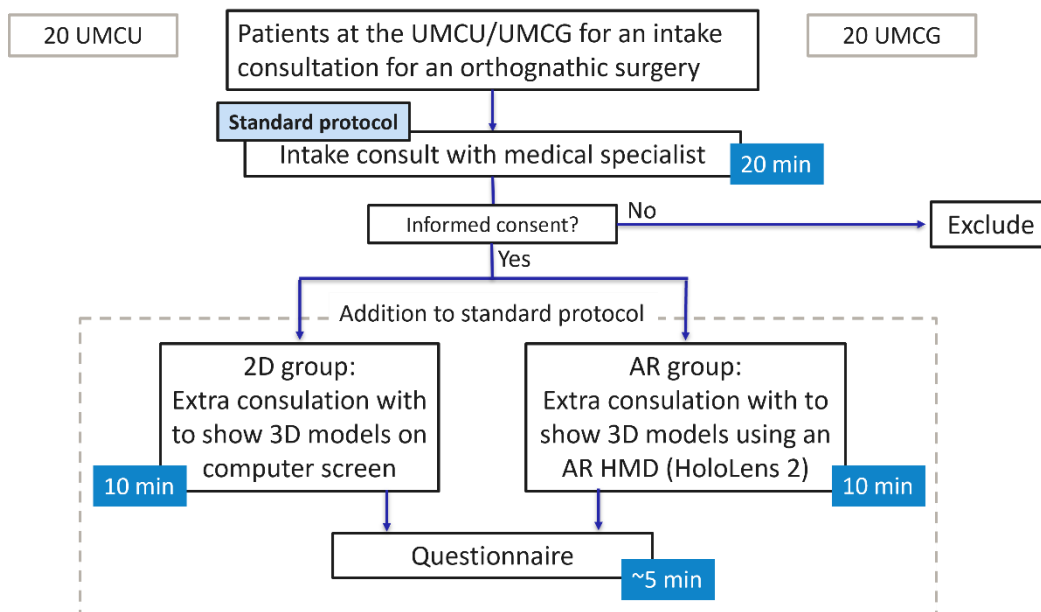 20 UMCU
Patients at the UMCU/UMCG for an intake
consultation for an orthognathic surgery
20 UMCG
Standard protocol
Intake consult with medical specialist
20 min
Informed consent?
No
Exclude
Yes
Addition to standard protocol
2D group:
Extra consulation with
to show 3D models on
computer screen
10 min
AR group:
Extra consulation with to
show 3D models using an
AR HMD (HoloLens 2)
10 min
Questionnaire
~5 min